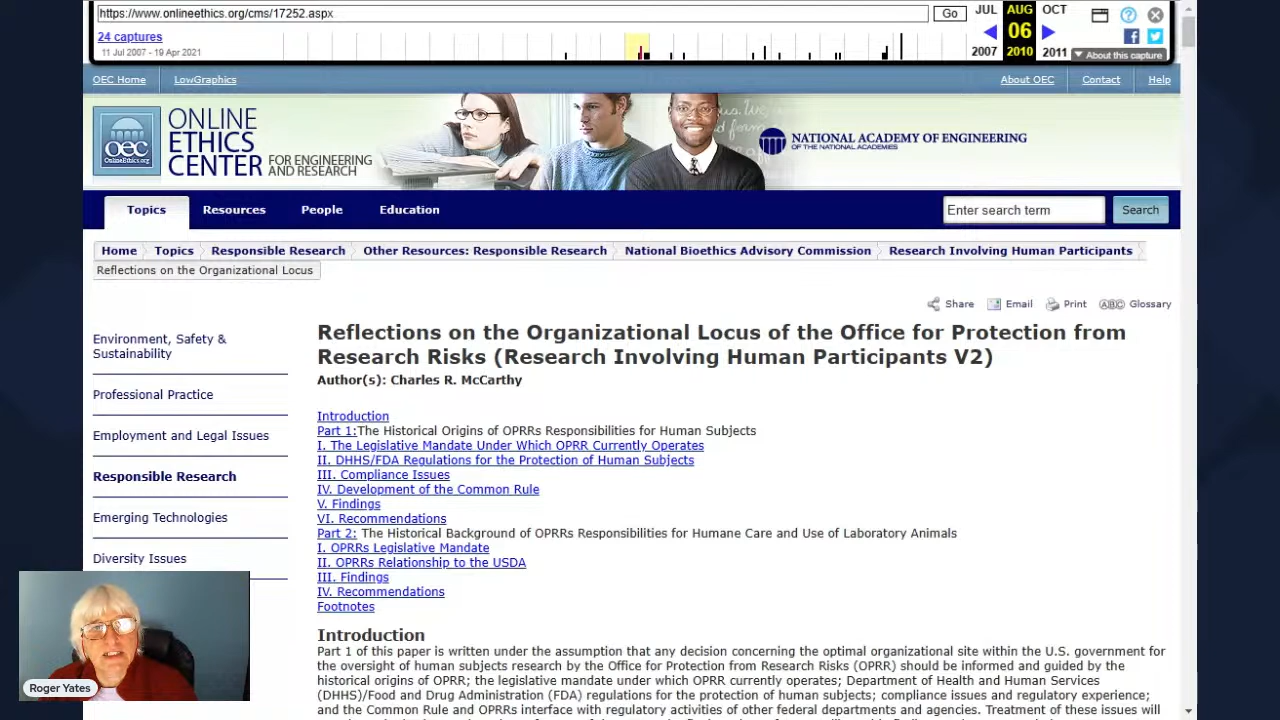 https://www.onlineethics.org/cms/17252.aspx
Go
JUL AUG OCT
24 captures
06
11 Jul 2007 - 19 Apr 2021
2007 2010 2011
About this capture
OEC Home LowGraphics About OEC Contact Help
oec
OnlineEthics.org
ONLINE
ETHICS
CENTER FOR ENGINEERING
AND RESEARCH
NATIONAL ACADEMY OF ENGINEERING
OF THE NATIONAL ACADEMIES
Topics Resources People Education Enter search term Search
Home Topics Responsible Research Other Resources: Responsible Research National Bioethics Advisory Commission Research Involving Human Participants
Reflections on the Organizational Locus
Share Email Print ABC Glossary
Environment, Safety &
Sustainability
Professional Practice
Employment and Legal Issues
Responsible Research
Emerging Technologies
Diversity Issues
Reflections on the Organizational Locus of the Office for Protection from
Research Risks (Research Involving Human Participants V2)
Author(s): Charles R. McCarthy
Introduction
Part 1:The Historical Origins of OPRRs Responsibilities for Human Subjects
I. The Legislative Mandate Under Which OPRR Currently Operates
II. DHHS/FDA Regulations for the Protection of Human Subjects
III. Compliance Issues
IV. Development of the Common Rule
V. Findings
VI. Recommendations
Part 2: The Historical Background of OPRRs Responsibilities for Humane Care and Use of Laboratory Animals
I. OPRRs Legislative Mandate
II. OPRRs Relationship to the USDA
III. Findings
IV. Recommendations
Footnotes
Introduction
Part 1 of this paper is written under the assumption that any decision concerning the optimal organizational site within the U.S. government for
the oversight of human subjects research by the Office for Protection from Research Risks (OPRR) should be informed and guided by the
historical origins of OPRR; the legislative mandate under which OPRR currently operates; Department of Health and Human Services
(DHHS)/Food and Drug Administration (FDA) regulations for the protection of human subjects; compliance issues and regulatory experience;
and the Common Rule and OPRRs interface with regulatory activities of other federal departments and agencies. Treatment of these issues will
Roger Yates